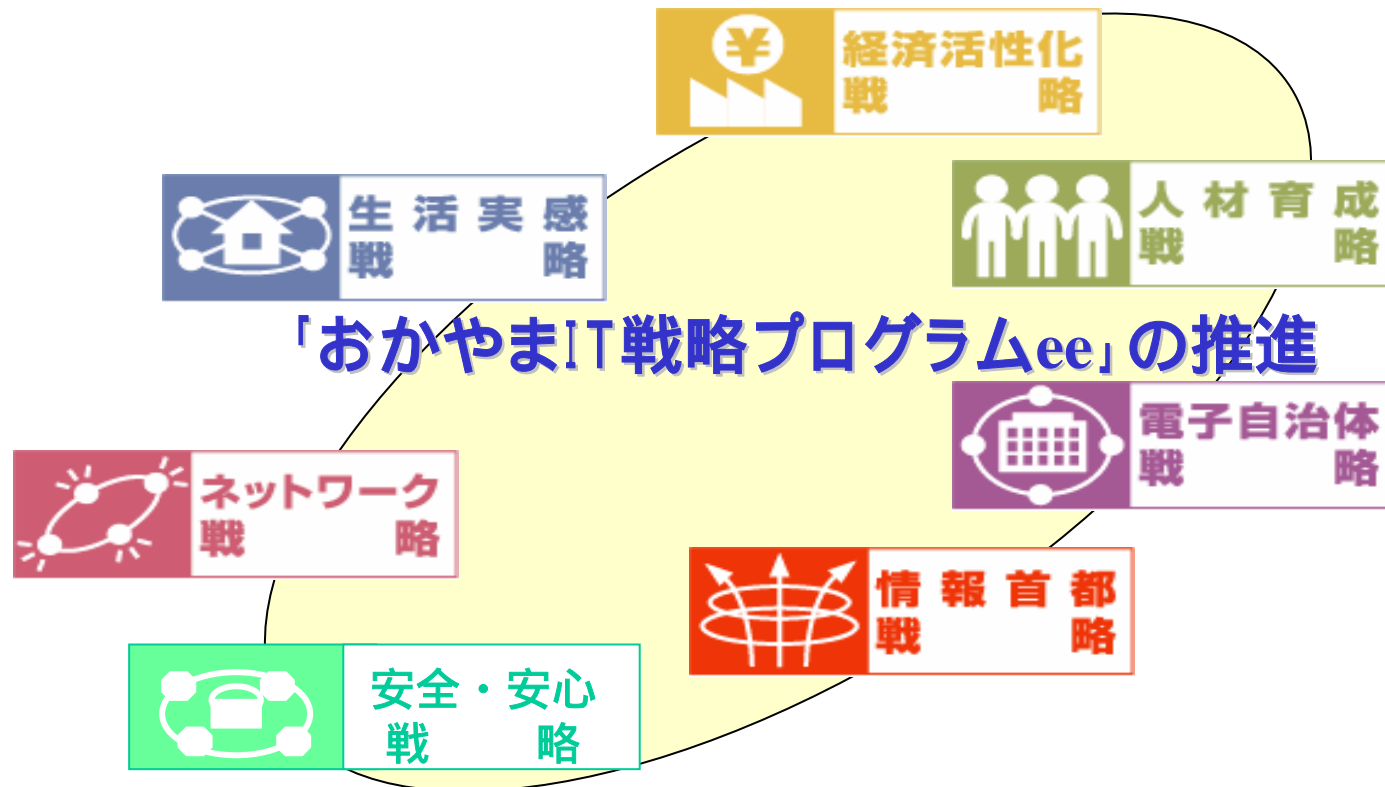 経済活性化
戦 略
生活実感
戦 略
人材育成
戦 略
「おかやまIT戦略プログラムee」の推進
電子自治体
戦 略
ネットワーク
戦 略
情報首都
戦 略
安全・安心
戦 略
¥